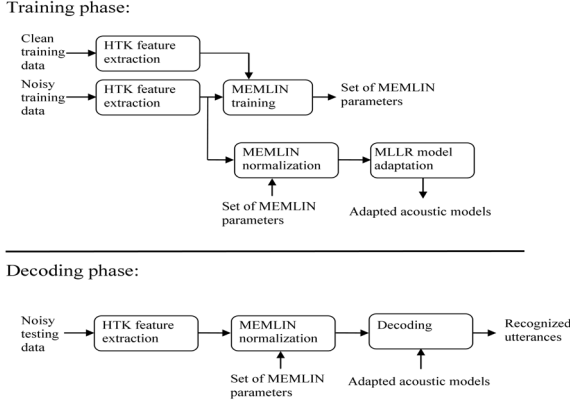 Training phase:
Clean
training
data
HTK feature
extraction
Noisy
training
data
HTK feature
extraction
MEMLIN
training
Set of MEMLIN
parameters
MEMLIN
normalization
MLLR model
adaptation
Set of MEMLIN
parameters
Adapted acoustic models
Decoding phase:
Noisy
testing
data
HTK feature
extraction
MEMLIN
normalization
Decoding
Recognized
utterances
Set of MEMLIN
parameters
Adapted acoustic models